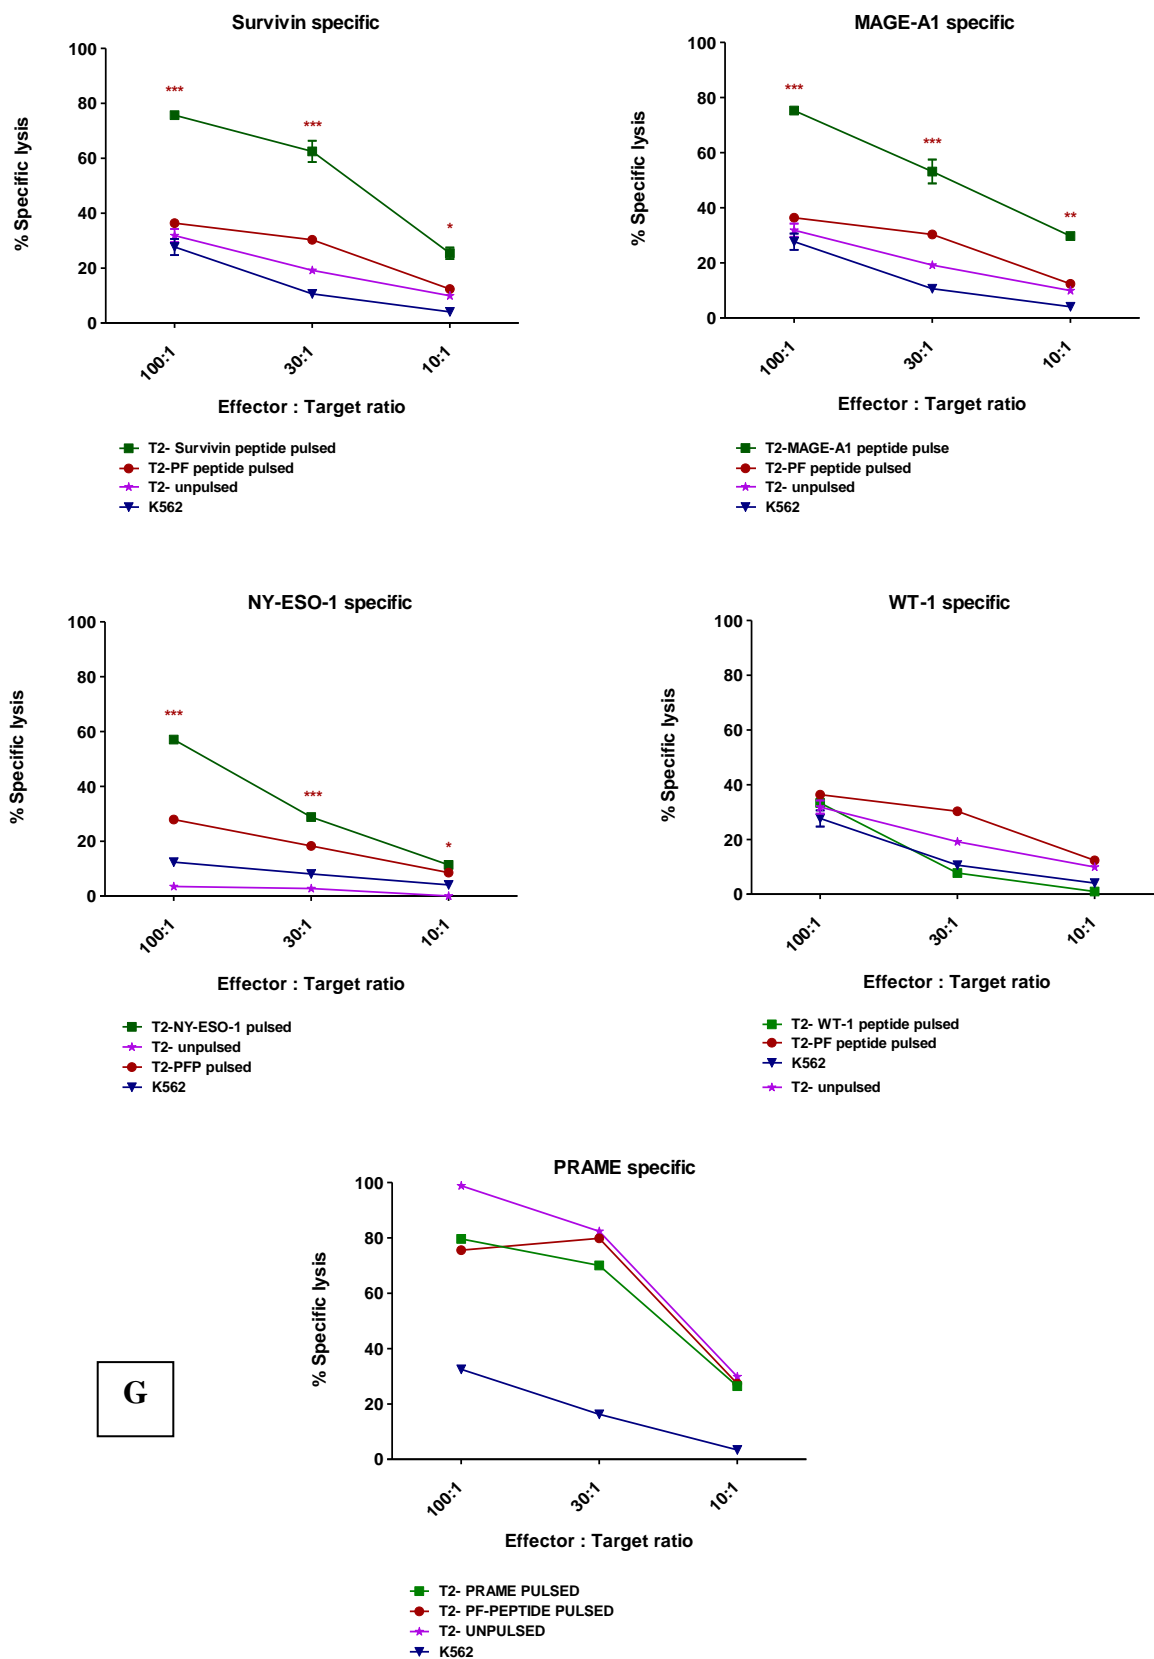 Survivin specific
100
80
60
40
20
0
% Specific lysis
***
***
*
100:1
30:1
10:1
Effector : Target ratio
T2- Survivin peptide pulsed
T2-PF peptide pulsed
T2- unpulsed
K562
MAGE-A1 specific
100
80
60
40
20
0
% Specific lysis
***
***
**
100:1
30:1
10:1
Effector : Target ratio
T2-MAGE-A1 peptide pulse
T2-PF peptide pulsed
T2- unpulsed
K562
NY-ESO-1 specific
100
80
60
40
20
0
% Specific lysis
***
***
*
100:1
30:1
10:1
Effector : Target ratio
T2-NY-ESO-1 pulsed
T2- unpulsed
T2-PFP pulsed
K562
WT-1 specific
100
80
60
40
20
0
% Specific lysis
100:1
30:1
10:1
Effector : Target ratio
T2- WT-1 peptide pulsed
T2-PF peptide pulsed
K562
T2- unpulsed
PRAME specific
100
80
60
40
20
0
% Specific lysis
100:1
30:1
10:1
Effector : Target ratio
T2- PRAME PULSED
T2- PF-PEPTIDE PULSED
T2- UNPULSED
K562
G